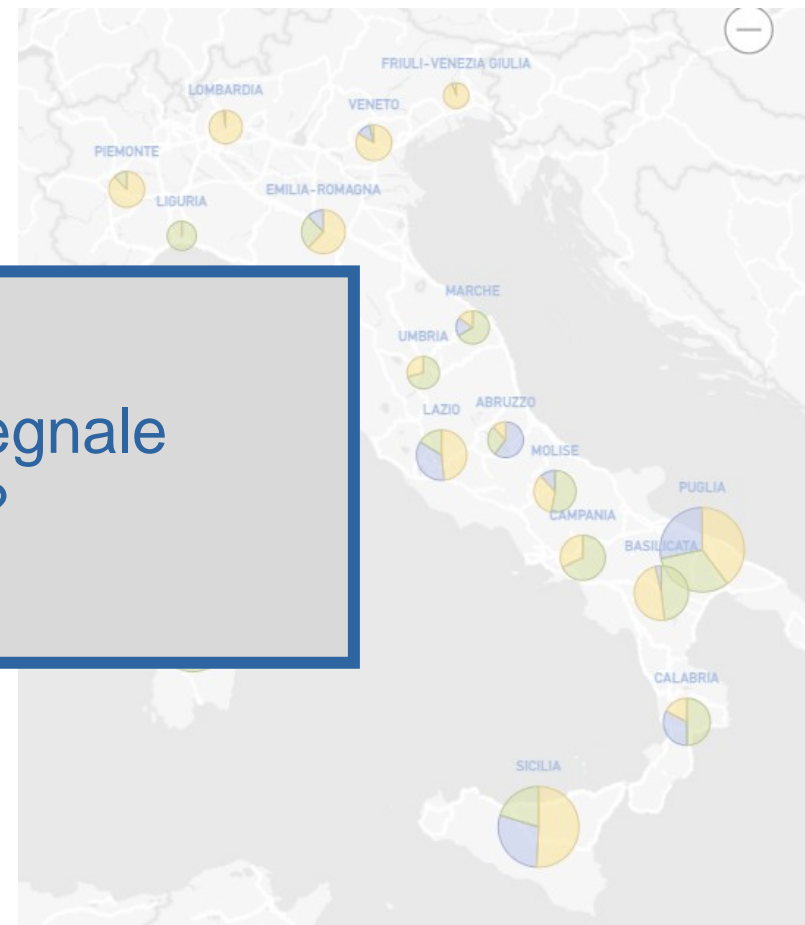 FRIULI-VENEZIA GIULIA
LOMBARDIA
VENETO
PIEMONTE
LIGURIA
EMILIA-ROMAGNA
MARCHE
UMBRIA
LAZIO
ABRUZZO
MOLISE
PUGLIA
CAMPANIA
BASILICATA
CALABRIA
SICILIA
egnale
?